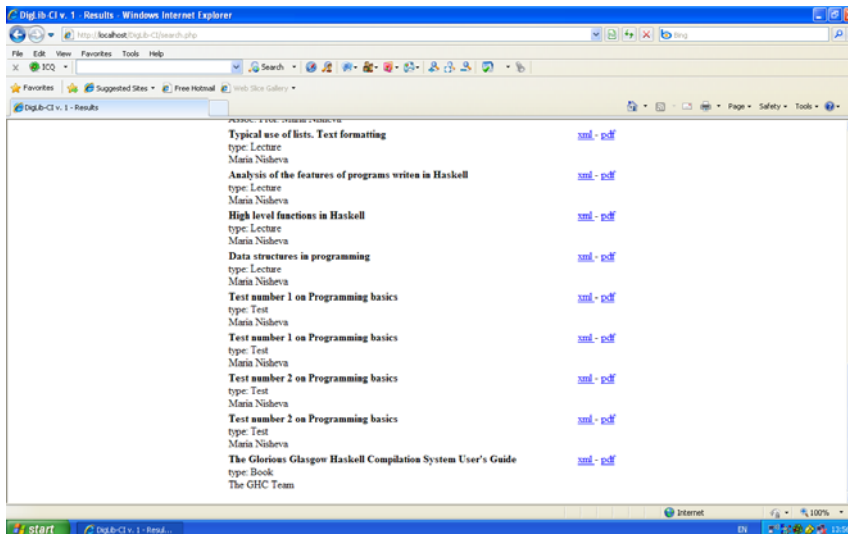 DigLib-CI v. 1 - Results - Windows Internet Explorer
http://localhost/DigLib-CI/search.php
Bing
File Edit View Favorites Tools Help
ICQ
Search
Favorites Suggested Sites Free Hotmail Web Slice Gallery
DigLib-CI v. 1 - Results
Page Safety Tools
Assoc. Prof. Maria Nisheva
Typical use of lists. Text formatting xml - pdf
type: Lecture
Maria Nisheva
Analysis of the features of programs writen in Haskell xml - pdf
type: Lecture
Maria Nisheva
High level functions in Haskell xml - pdf
type: Lecture
Maria Nisheva
Data structures in programming xml - pdf
type: Lecture
Maria Nisheva
Test number 1 on Programming basics xml - pdf
type: Test
Maria Nisheva
Test number 1 on Programming basics xml - pdf
type: Test
Maria Nisheva
Test number 2 on Programming basics xml - pdf
type: Test
Maria Nisheva
Test number 2 on Programming basics xml - pdf
type: Test
Maria Nisheva
The Glorious Glasgow Haskell Compilation System User's Guide xml - pdf
type: Book
The GHC Team
Internet 100%
start DigLib-CI v. 1 - Resul... EN 13:56